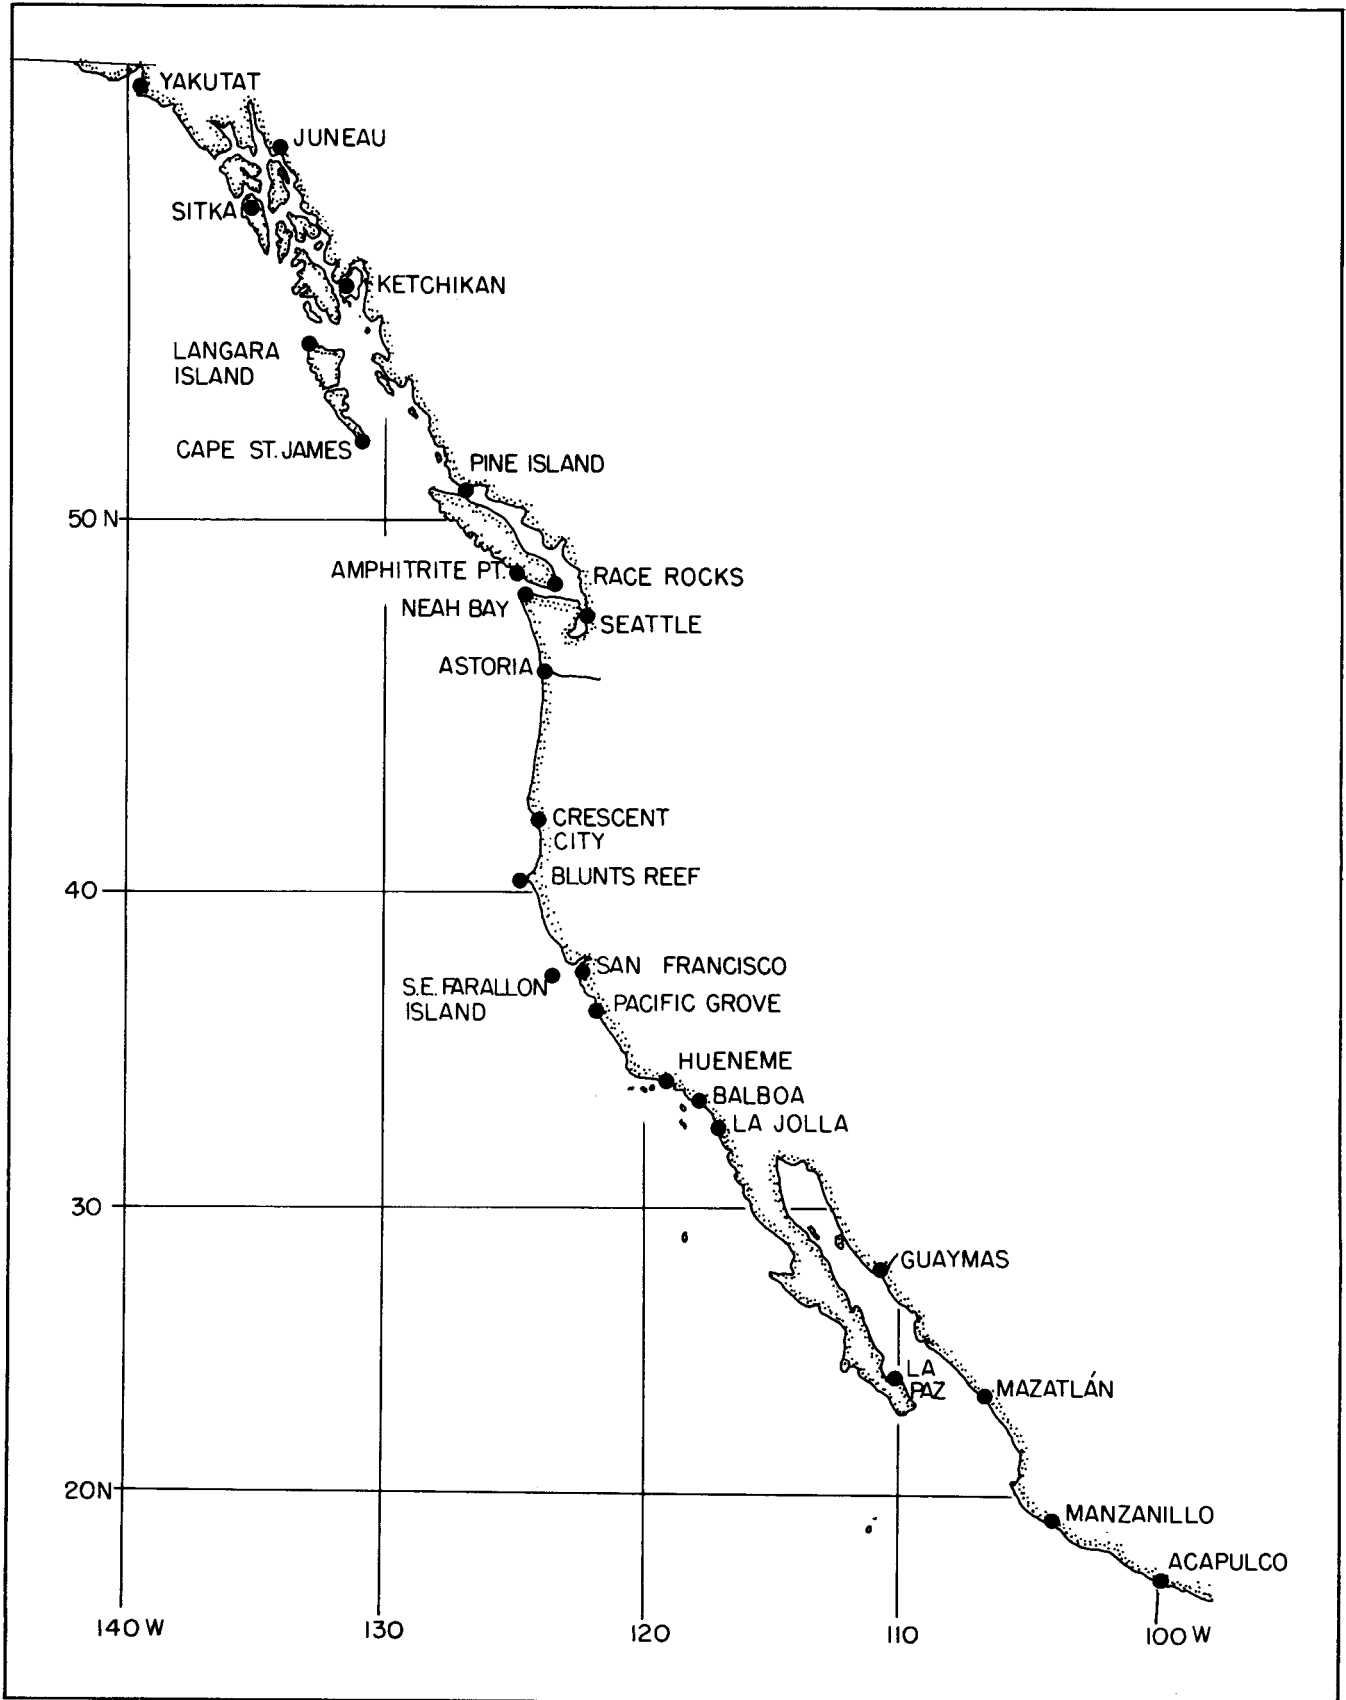 YAKUTAT
JUNEAU
SITKA
KETCHIKAN
LANGARA
ISLAND
CAPE ST. JAMES
PINE ISLAND
50 N
AMPHITRITE PT.
RACE ROCKS
NEAH BAY
SEATTLE
ASTORIA
CRESCENT
CITY
BLUNTS REEF
40
SAN FRANCISCO
S.E. FARALLON
ISLAND
PACIFIC GROVE
HUENEME
BALBOA
LA JOLLA
30
GUAYMAS
LA
PAZ
MAZATLÁN
20N
MANZANILLO
ACAPULCO
140 W
130
120
110
100 W